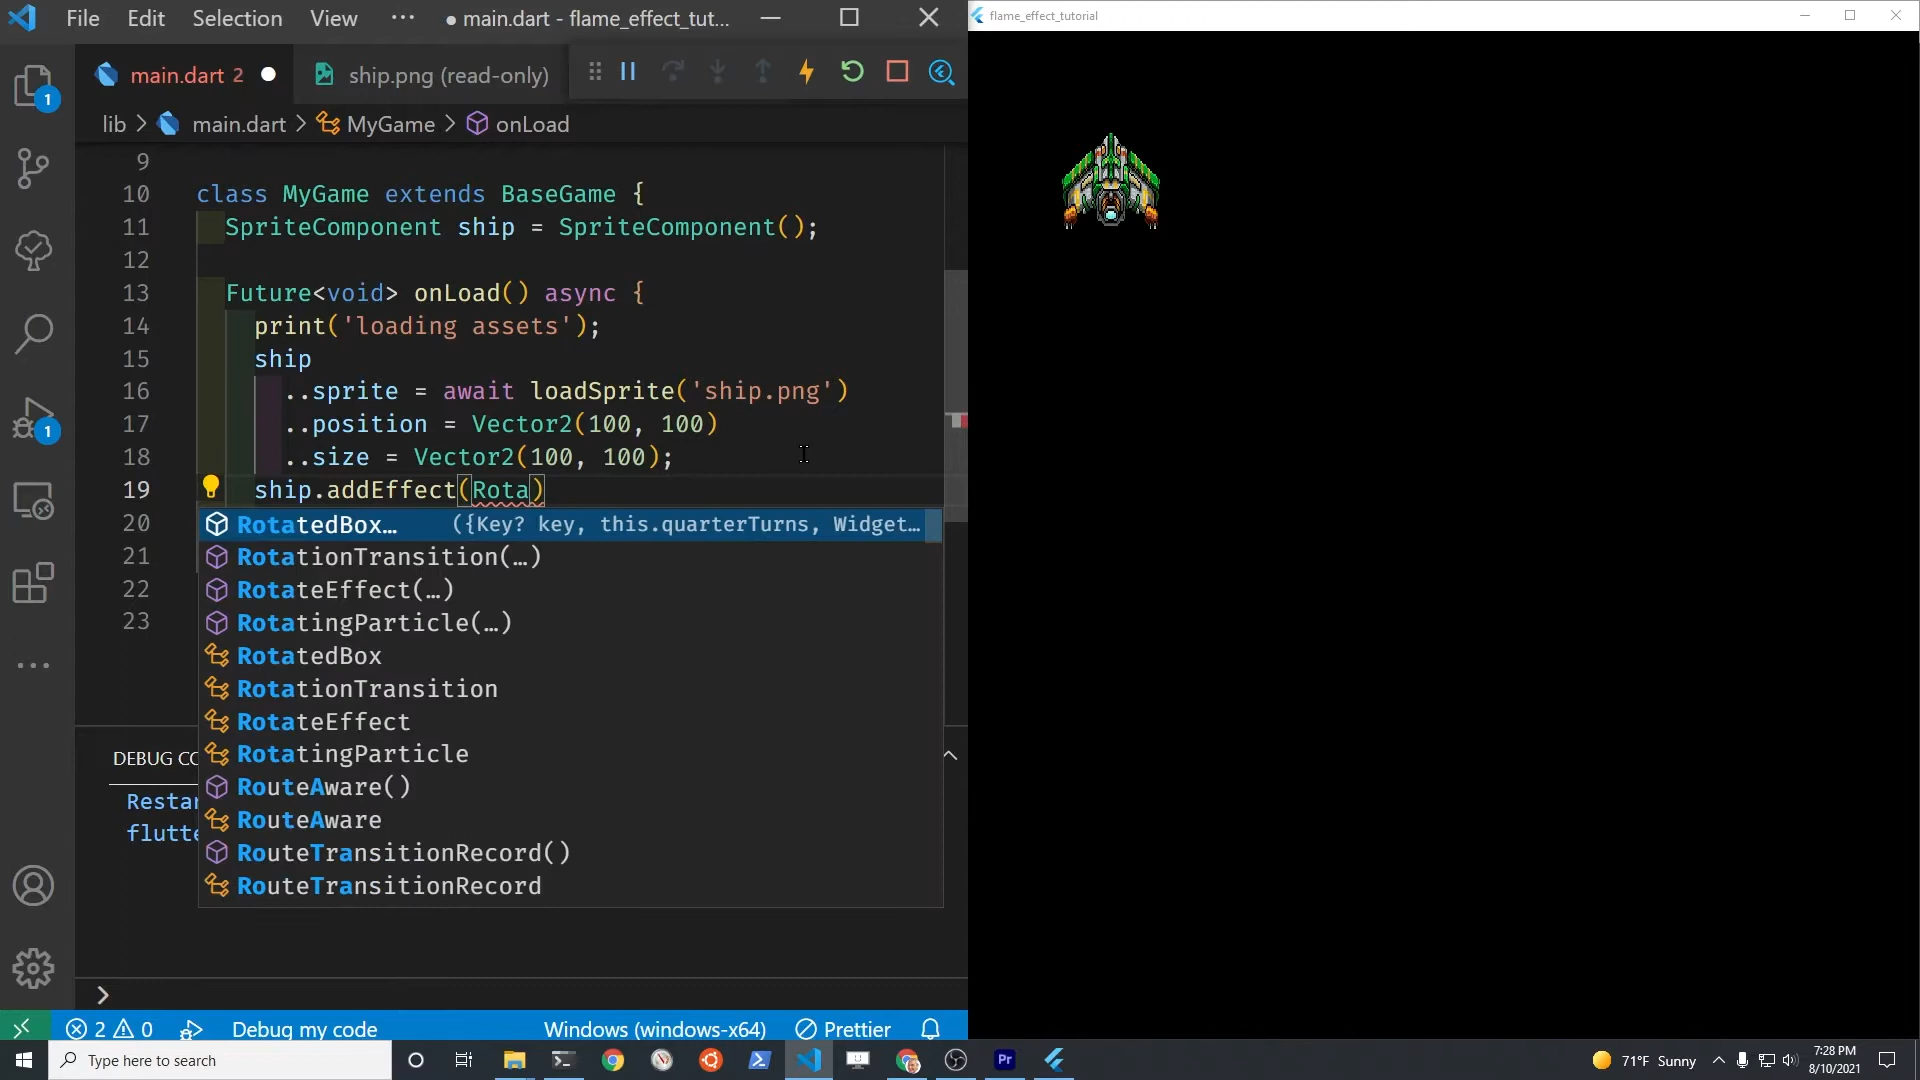 File Edit Selection View ··· ● main.dart - flame_effect_tut...
flame_effect_tutorial
main.dart 2 ship.png (read-only)
1
lib > main.dart > MyGame > onLoad
9
10 class MyGame extends BaseGame {
11 SpriteComponent ship = SpriteComponent();
12
13 Future<void> onLoad() async {
14 print('loading assets');
15 ship
16 ..sprite = await loadSprite('ship.png')
17 ..position = Vector2(100, 100)
18 ..size = Vector2(100, 100);
19 ship.addEffect(Rota)
1
20 RotatedBox… ({Key? key, this.quarterTurns, Widget…
21 RotationTransition(…)
22 RotateEffect(…)
23 RotatingParticle(…)
RotatedBox
RotationTransition
RotateEffect
RotatingParticle
DEBUG CO
RouteAware()
Restar
RouteAware
flutte
RouteTransitionRecord()
RouteTransitionRecord
2 0 Debug my code Windows (windows-x64) Prettier
Type here to search
Pr
71°F Sunny
7:28 PM
8/10/2021